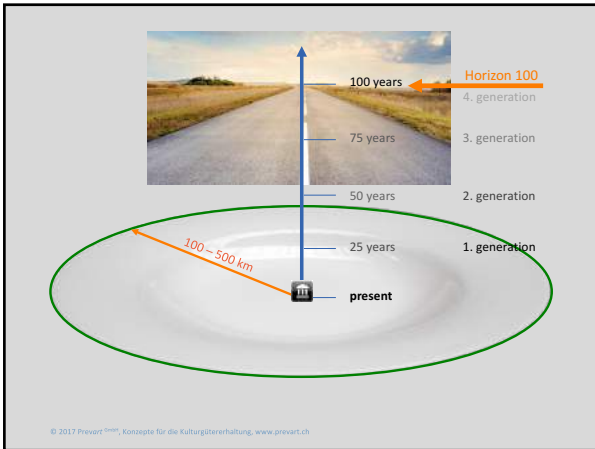 100 years
Horizon 100
4. generation
75 years
3. generation
50 years
2. generation
100 – 500 km
25 years
1. generation
present
© 2017 Prevart GmbH, Konzepte für die Kulturgütererhaltung, www.prevart.ch